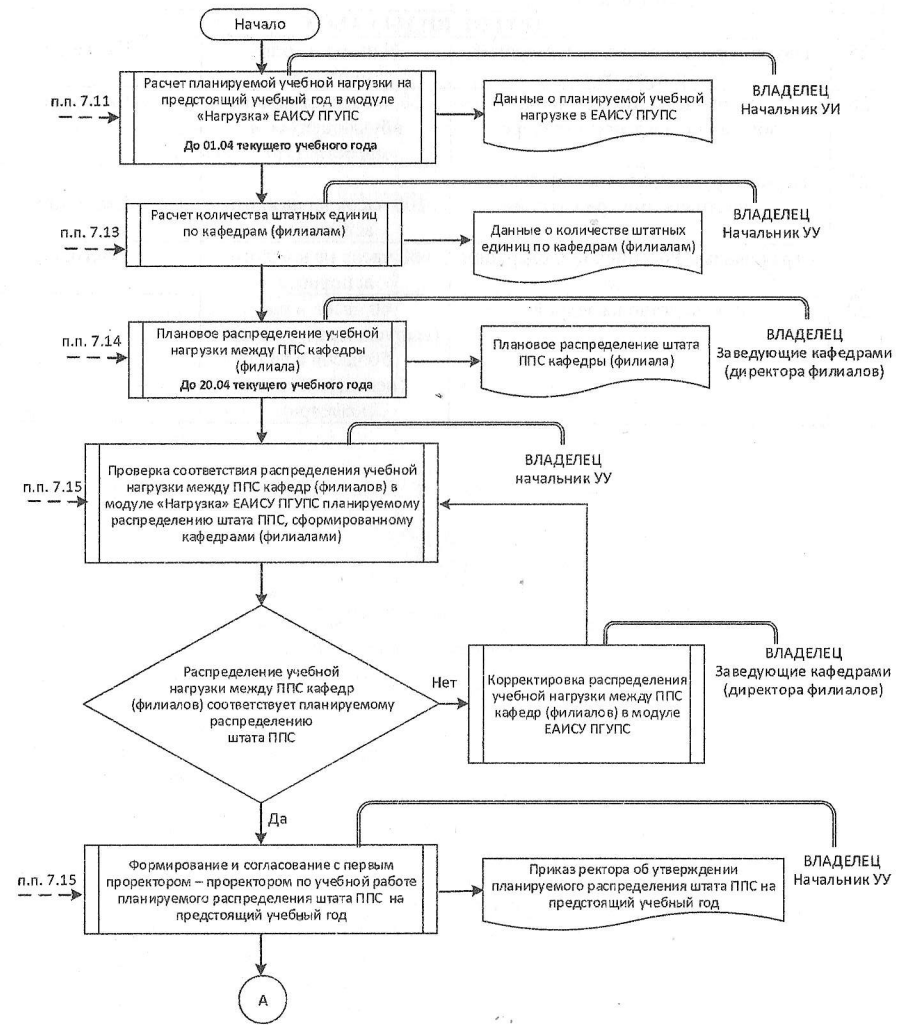 Начало
п.п. 7.11
Расчет планируемой учебной нагрузки на
предстоящий учебный год в модуле
«Нагрузка» ЕАИСУ ПГУПС
До 01.04 текущего учебного года
Данные о планируемой учебной
нагрузке в ЕАИСУ ПГУПС
ВЛАДЕЛЕЦ
Начальник УИ
п.п. 7.13
Расчет количества штатных единиц
по кафедрам (филиалам)
Данные о количестве штатных
единиц по кафедрам (филиалам)
ВЛАДЕЛЕЦ
Начальник УУ
п.п. 7.14
Плановое распределение учебной
нагрузки между ППС кафедры
(филиала)
До 20.04 текущего учебного года
Плановое распределение штата
ППС кафедры (филиала)
ВЛАДЕЛЕЦ
Заведующие кафедрами
(директора филиалов)
п.п. 7.15
Проверка соответствия распределения учебной
нагрузки между ППС кафедр (филиалов) в
модуле «Нагрузка» ЕАИСУ ПГУПС планируемому
распределению штата ППС, сформированному
кафедрами (филиалами)
ВЛАДЕЛЕЦ
начальник УУ
Распределение учебной
нагрузки между ППС кафедр
(филиалов) соответствует планируемому
распределению
штата ППС
Нет
Корректировка распределения
учебной нагрузки между ППС
кафедр (филиалов) в модуле
ЕАИСУ ПГУПС
ВЛАДЕЛЕЦ
Заведующие кафедрами
(директора филиалов)
Да
п.п. 7.15
Формирование и согласование с первым
проректором – проректором по учебной работе
планируемого распределения штата ППС на
предстоящий учебный год
Приказ ректора об утверждении
планируемого распределения штата ППС на
предстоящий учебный год
ВЛАДЕЛЕЦ
Начальник УУ
А